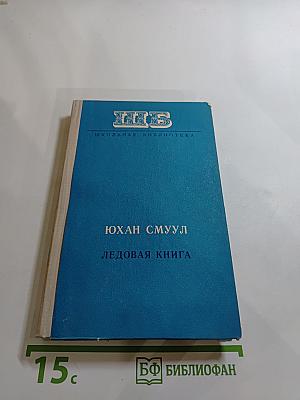 ШБ
ШКОЛЬНАЯ БИБЛИОТЕКА
ЮХАН СМУУЛ
ЛЕДОВАЯ КНИГА
15с
БФ БИБЛИОФАН